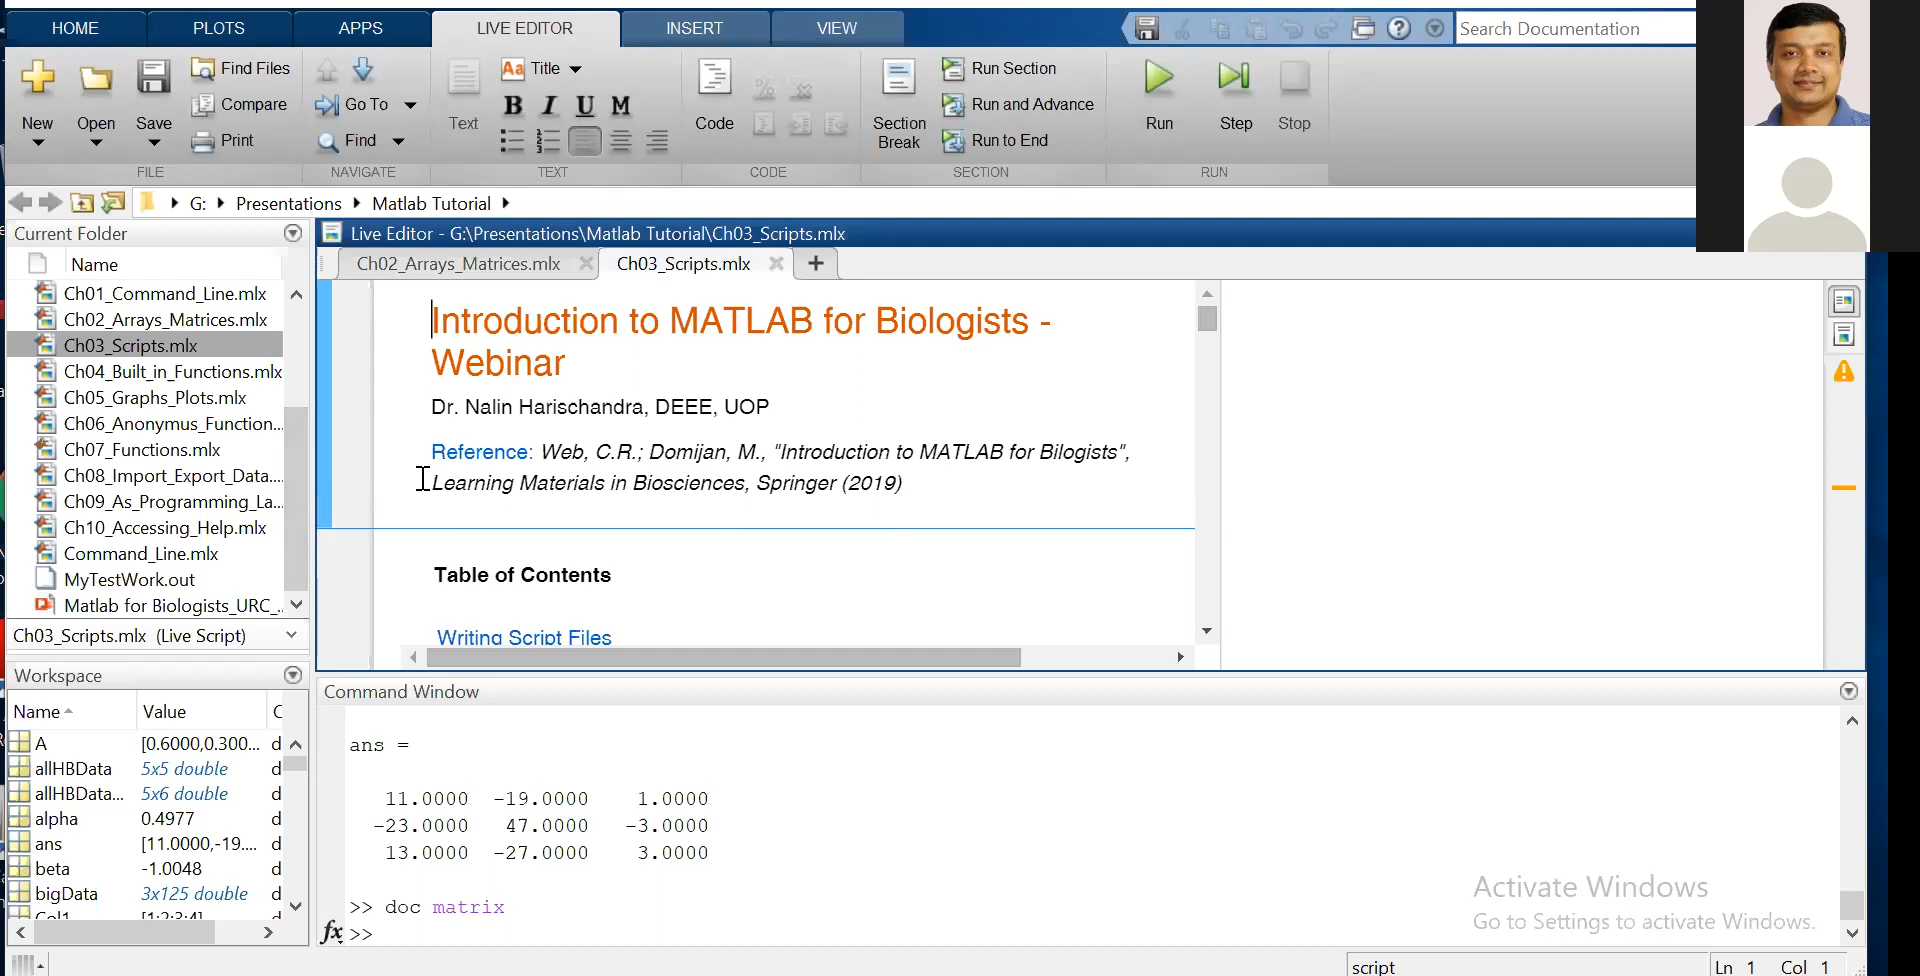 HOME PLOTS APPS LIVE EDITOR INSERT VIEW Search Documentation
New
Open
Save
Find Files
Compare
Print
FILE
Go To
Find
NAVIGATE
Text
Aa Title
B I U M
TEXT
Code
CODE
Section Break
Run Section
Run and Advance
Run to End
SECTION
Run
Step
Stop
RUN
G: Presentations Matlab Tutorial
Current Folder
Name
Ch01_Command_Line.mlx
Ch02_Arrays_Matrices.mlx
Ch03_Scripts.mlx
Ch04_Built_in_Functions.mlx
Ch05_Graphs_Plots.mlx
Ch06_Anonymus_Function...
Ch07_Functions.mlx
Ch08_Import_Export_Data....
Ch09_As_Programming_La...
Ch10_Accessing_Help.mlx
Command_Line.mlx
MyTestWork.out
Matlab for Biologists_URC_...
Ch03_Scripts.mlx (Live Script)
Workspace
Name Value C
A [0.6000,0.300... d
allHBData 5x5 double d
allHBData... 5x6 double d
alpha 0.4977 d
ans [11.0000,-19.... d
beta -1.0048 d
bigData 3x125 double d
Col1 [1;2;3;4] d
Live Editor - G:\Presentations\Matlab Tutorial\Ch03_Scripts.mlx
Ch02_Arrays_Matrices.mlx Ch03_Scripts.mlx +
Introduction to MATLAB for Biologists -
Webinar
Dr. Nalin Harischandra, DEEE, UOP
Reference: Web, C.R.; Domijan, M., "Introduction to MATLAB for Bilogists",
Learning Materials in Biosciences, Springer (2019)
Table of Contents
Writing Script Files
Command Window
ans =
11.0000 -19.0000 1.0000
-23.0000 47.0000 -3.0000
13.0000 -27.0000 3.0000
>> doc matrix
fx >>
Activate Windows
Go to Settings to activate Windows.
script Ln 1 Col 1